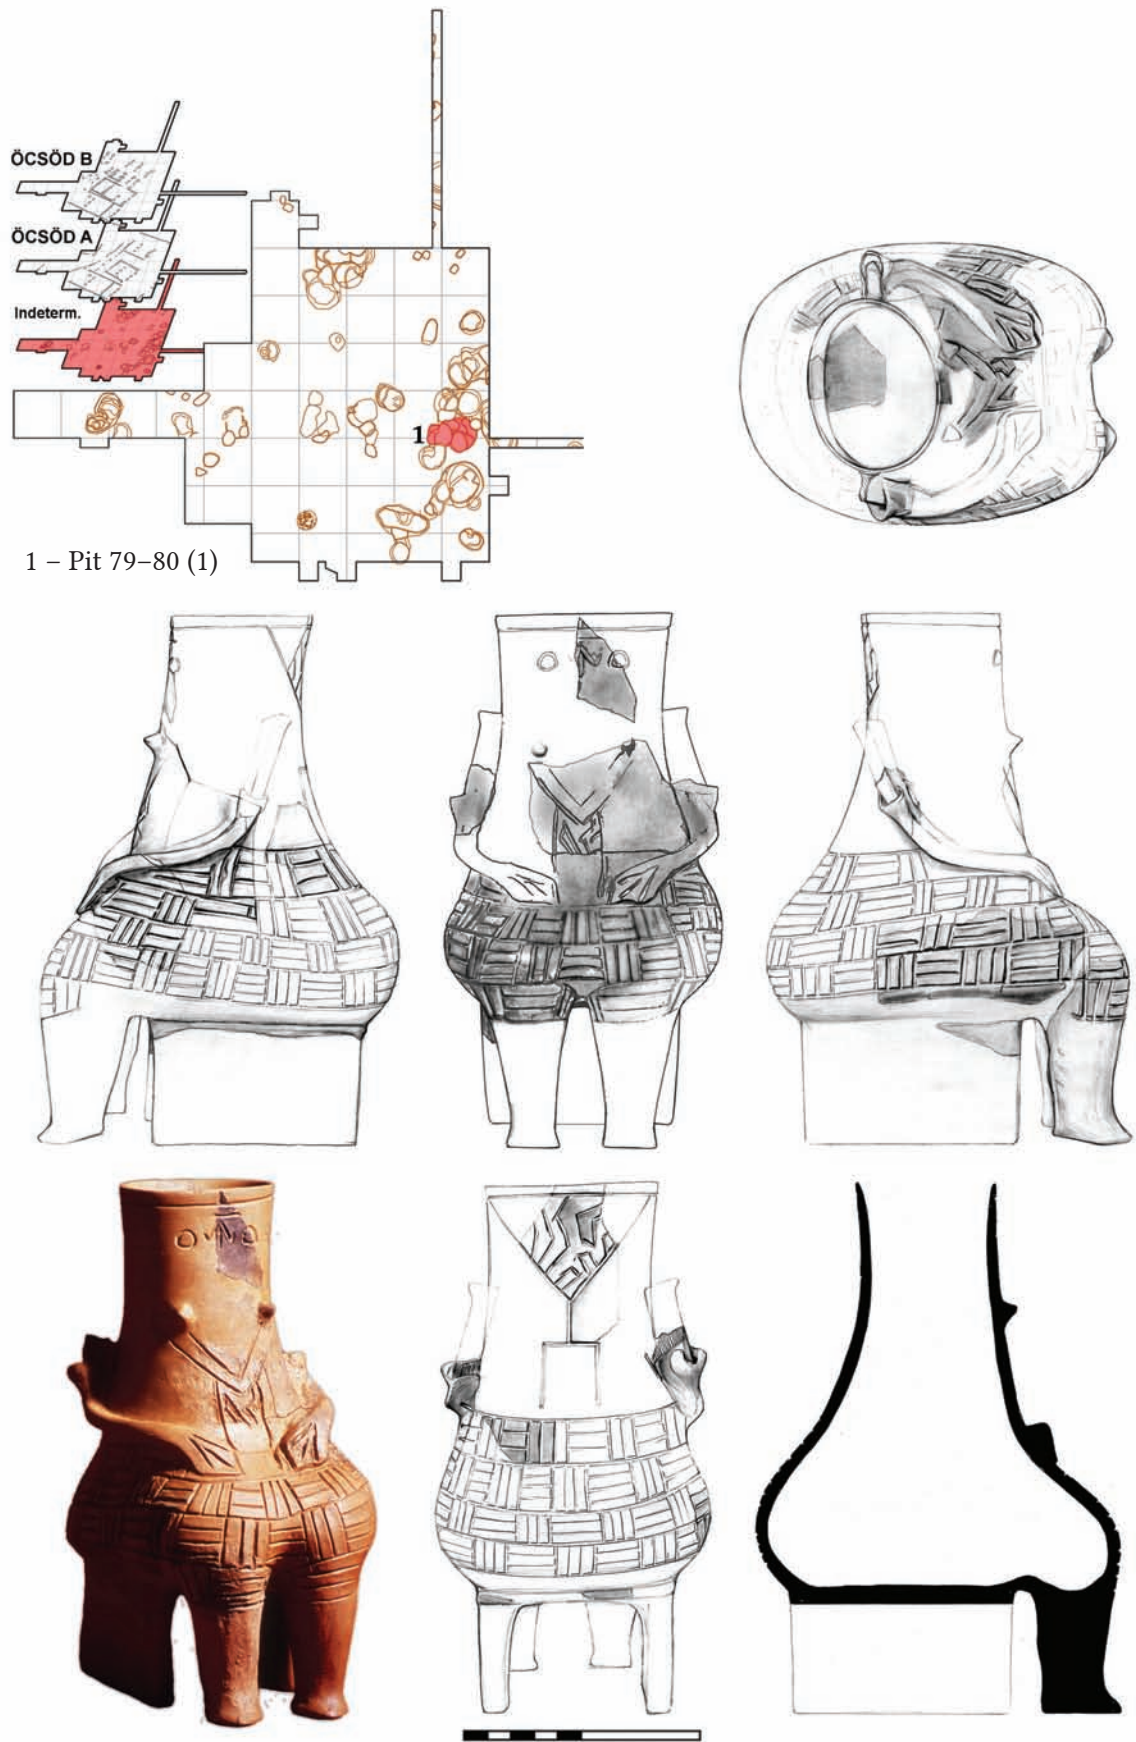 ÖCSÖD B
ÖCSÖD A
Indeterm.
1
1 – Pit 79–80 (1)